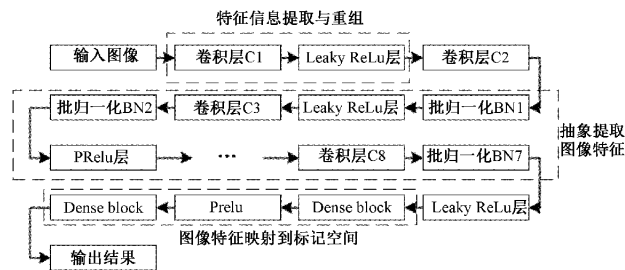 特征信息提取与重组
输入图像
卷积层C1
Leaky ReLu层
卷积层C2
批归一化BN2
卷积层C3
Leaky ReLu层
批归一化BN1
抽象提取
图像特征
PRelu层
···
卷积层C8
批归一化BN7
Dense block
Prelu
Dense block
Leaky ReLu层
图像特征映射到标记空间
输出结果